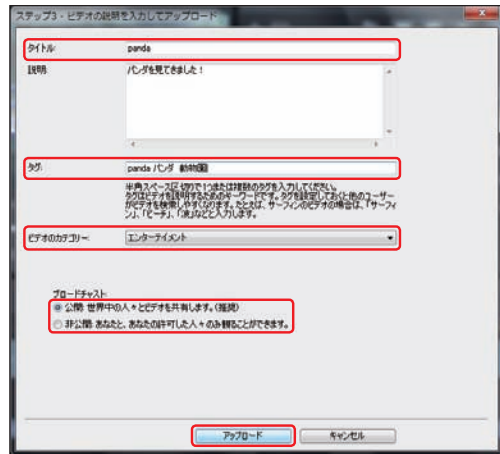 ステップ3 - ビデオの説明を入力してアップロード
タイトル:
panda
説明:
パンダを見てきました！
タグ:
panda パンダ 動物園
半角スペース区切りで1つまたは複数のタグを入力してください。
タグはビデオを説明するためのキーワードです。タグを設定しておくと他のユーザー
がビデオを検索しやすくなります。たとえば、サーフィンのビデオの場合は、「サーフィ
ン」、「ビーチ」、「波」などと入力します。
ビデオのカテゴリー:
エンターテイメント
ブロードキャスト:
公開: 世界中の人々とビデオを共有します。(推奨)
非公開: あなたと、あなたの許可した人々のみ観ることができます。
アップロード
キャンセル